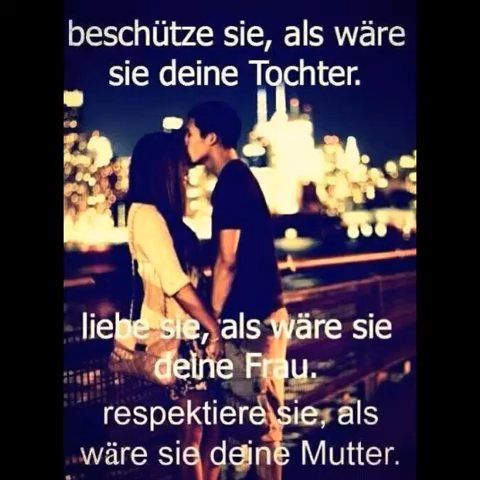 beschütze sie, als wäre
sie deine Tochter.
liebe sie, als wäre sie
deine Frau.
respektiere sie, als
wäre sie deine Mutter.